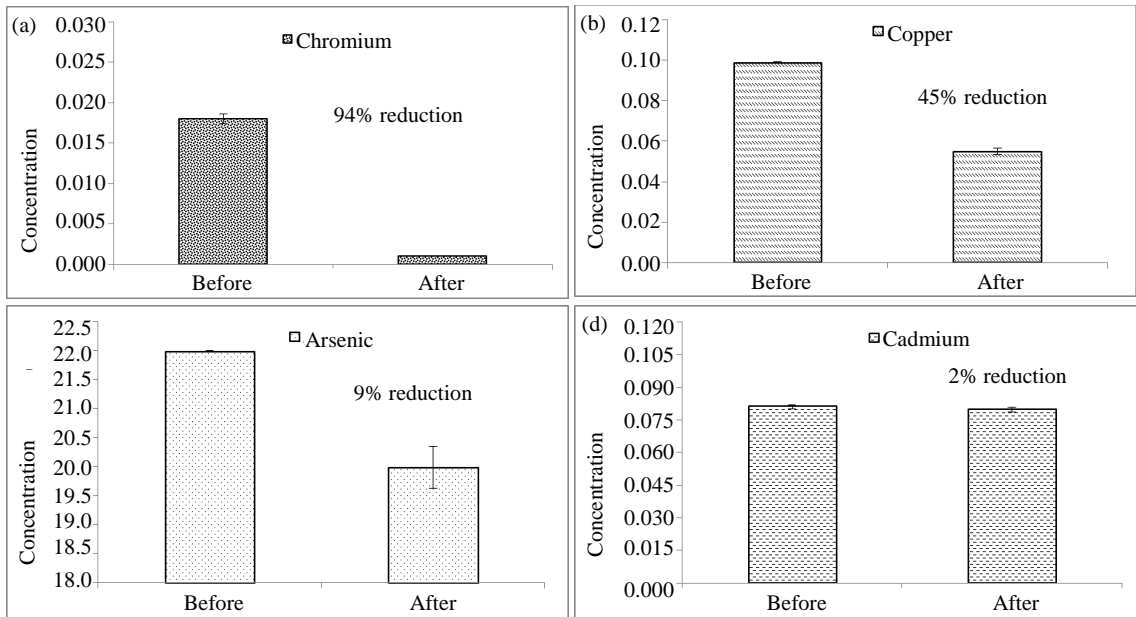 (a)
Chromium
94% reduction
Concentration
0.030
0.025
0.020
0.015
0.010
0.005
0.000
Before After
(b)
Copper
45% reduction
Concentration
0.12
0.10
0.08
0.06
0.04
0.02
0.00
Before After
Arsenic
9% reduction
Concentration
22.5
22.0
21.5
21.0
20.5
20.0
19.5
19.0
18.5
18.0
Before After
(d)
Cadmium
2% reduction
Concentration
0.120
0.105
0.090
0.075
0.060
0.045
0.030
0.015
0.000
Before After